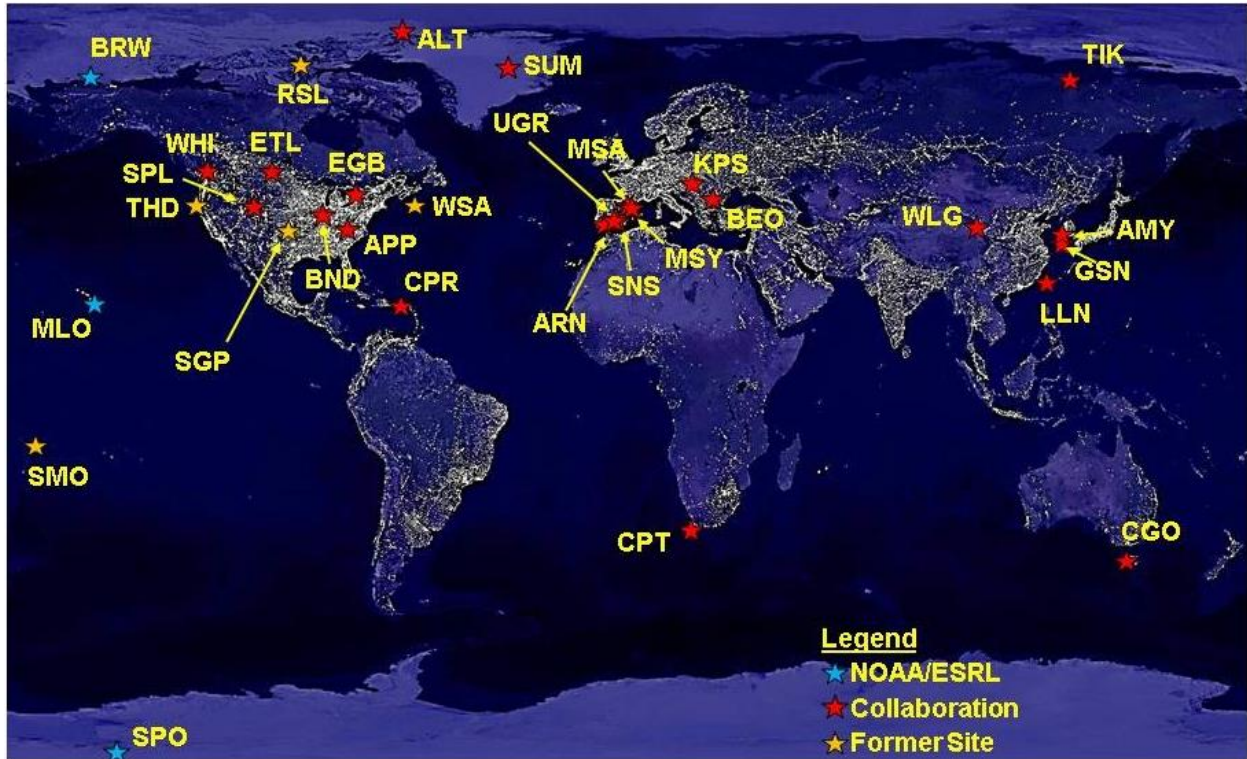 BRW
ALT
SUM
TIK
RSL
UGR
MSA
WHI
ETL
EGB
KPS
SPL
THD
WSA
BEO
WLG
AMY
APP
MSY
GSN
BND
CPR
SNS
ARN
LLN
MLO
SGP
SMO
CPT
CGO
Legend
NOAA/ESRL
Collaboration
SPO
Former Site